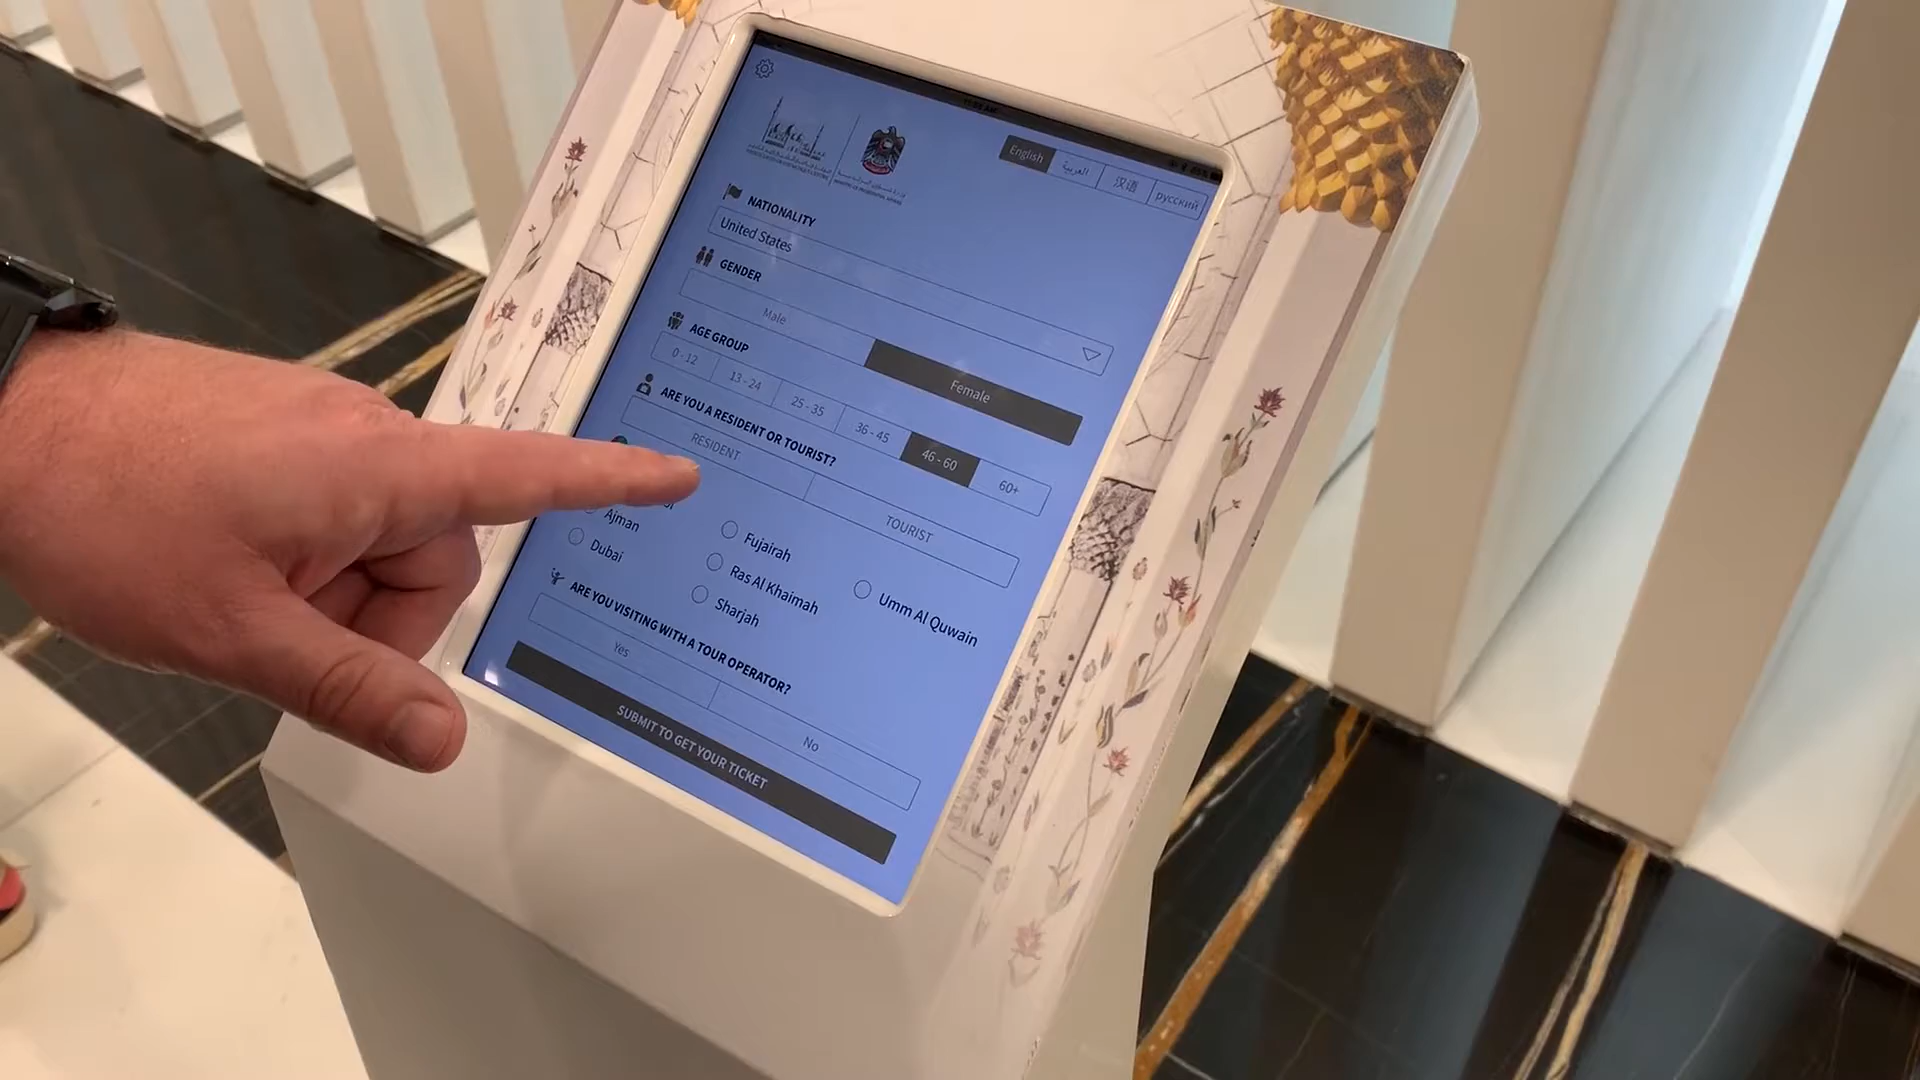 English
العربية
汉语
русский
NATIONALITY
United States
GENDER
Male
Female
AGE GROUP
0 - 12
13 - 24
25 - 35
36 - 45
46 - 60
60+
ARE YOU A RESIDENT OR TOURIST?
RESIDENT
TOURIST
Ajman
Dubai
Fujairah
Ras Al Khaimah
Sharjah
Umm Al Quwain
ARE YOU VISITING WITH A TOUR OPERATOR?
Yes
No
SUBMIT TO GET YOUR TICKET